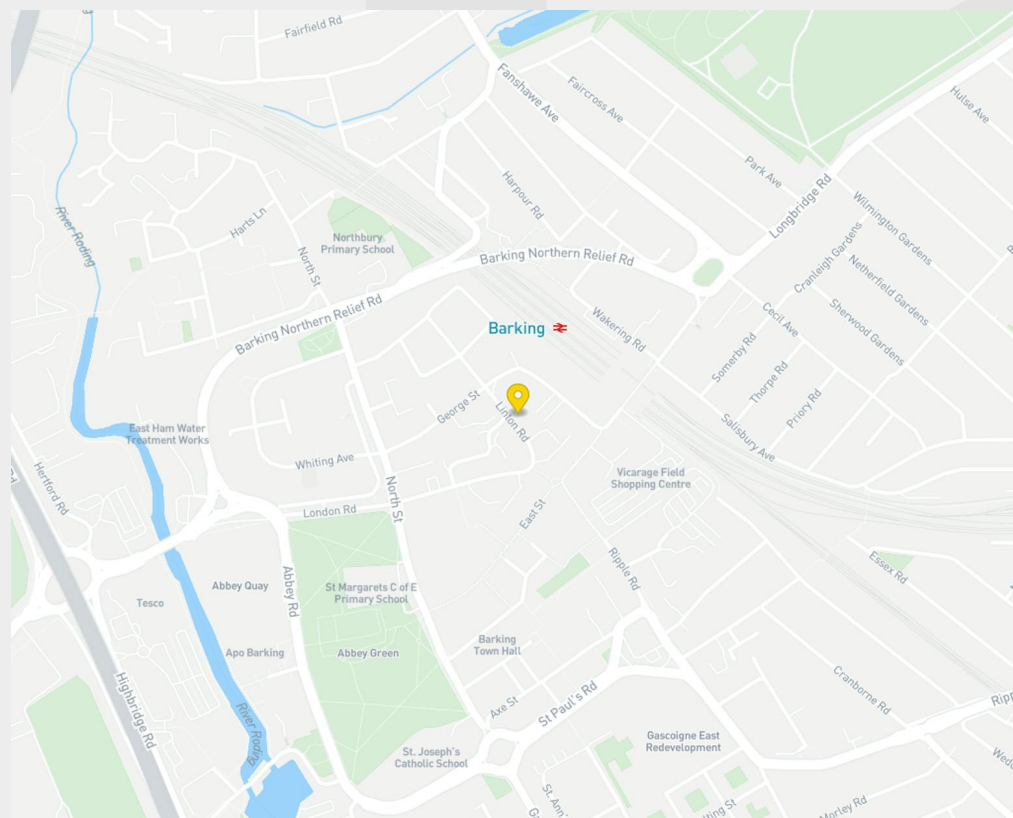 Fairfield Rd
Fanshawe Ave
Faircross Ave
Hulse Ave
Park Ave
Harpour Rd
Longbridge Rd
Wilmington Gardens
Harts Ln
River Roding
Northbury
Primary School
North St
Barking Northern Relief Rd
Cranleigh Gardens
Netherfield Gardens
Barking Northern Relief Rd
Barking
Wakering Rd
Cecil Ave
Sherwood Gardens
Somerby Rd
Thorpe Rd
Priory Rd
George St
Linton Rd
Salisbury Ave
East Ham Water
Treatment Works
Whiting Ave
Vicarage Field
Shopping Centre
Hertford Rd
Rd
North St
London Rd
East St
Ripple Rd
Essex Rd
Abbey Quay
Abbey Rd
St Margarets C of E
Primary School
Tesco
Barking
Town Hall
Apo Barking
Abbey Green
Cranborne Rd
Highbridge Rd
River Roding
Axe St
St Paul's Rd
Gascoigne East
Redevelopment
St. Joseph's
Catholic School
St. Ann
Morley Rd